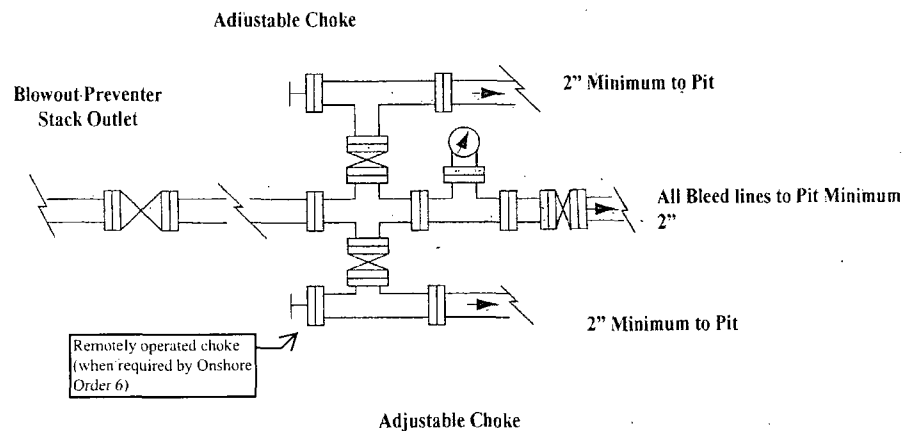 Adjustable Choke
2” Minimum to Pit
Blowout Preventer
Stack Outlet
All Bleed lines to Pit Minimum
2”
2” Minimum to Pit
Remotely operated choke
(when required by Onshore
Order 6)
Adjustable Choke